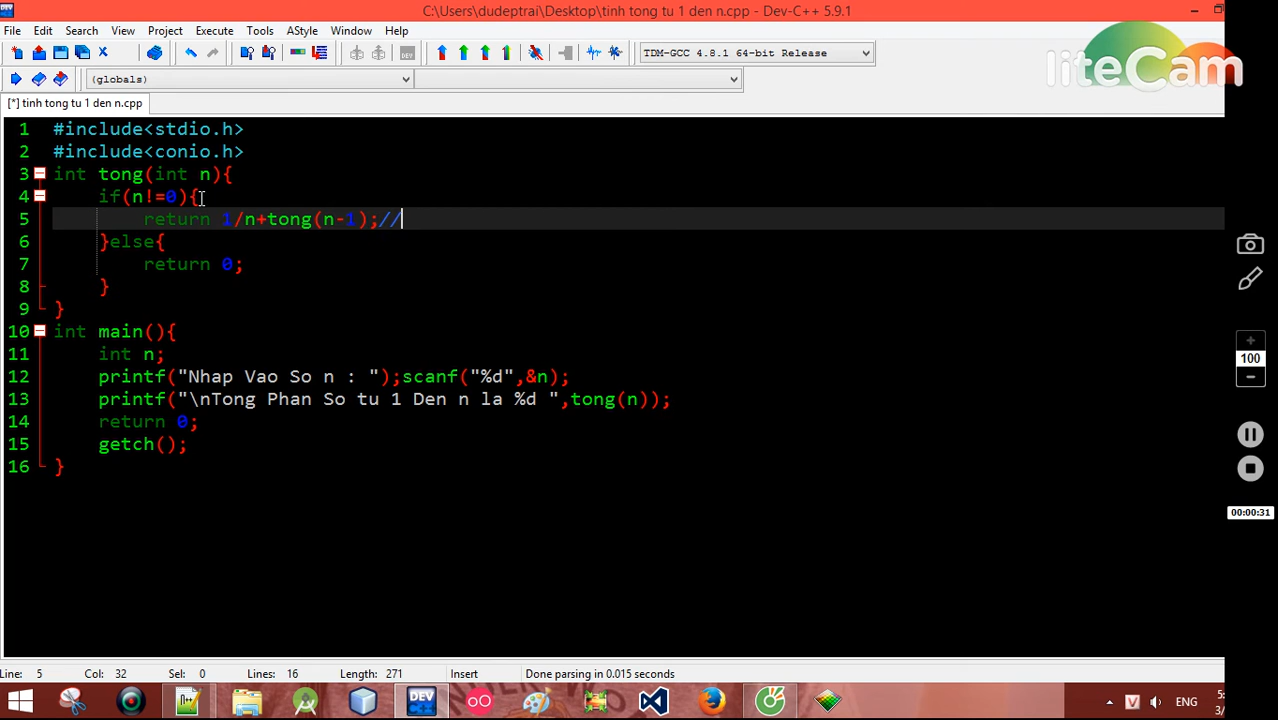 C:\Users\dudeptrai\Desktop\tinh tong tu 1 den n.cpp - Dev-C++ 5.9.1
File Edit Search View Project Execute Tools AStyle Window Help
TDM-GCC 4.8.1 64-bit Release
liteCam
(globals)
[*] tinh tong tu 1 den n.cpp
1 #include<stdio.h>
2 #include<conio.h>
3 int tong(int n){
4 if(n!=0){
5 return 1/n+tong(n-1);//
6 }else{
7 return 0;
8 }
9 }
10 int main(){
11 int n;
12 printf("Nhap Vao So n : ");scanf("%d",&n);
13 printf("\nTong Phan So tu 1 Den n la %d ",tong(n));
14 return 0;
15 getch();
16 }
100
00:00:31
Line: 5 Col: 32 Sel: 0 Lines: 16 Length: 271 Insert Done parsing in 0.015 seconds
DEV C++
V ENG